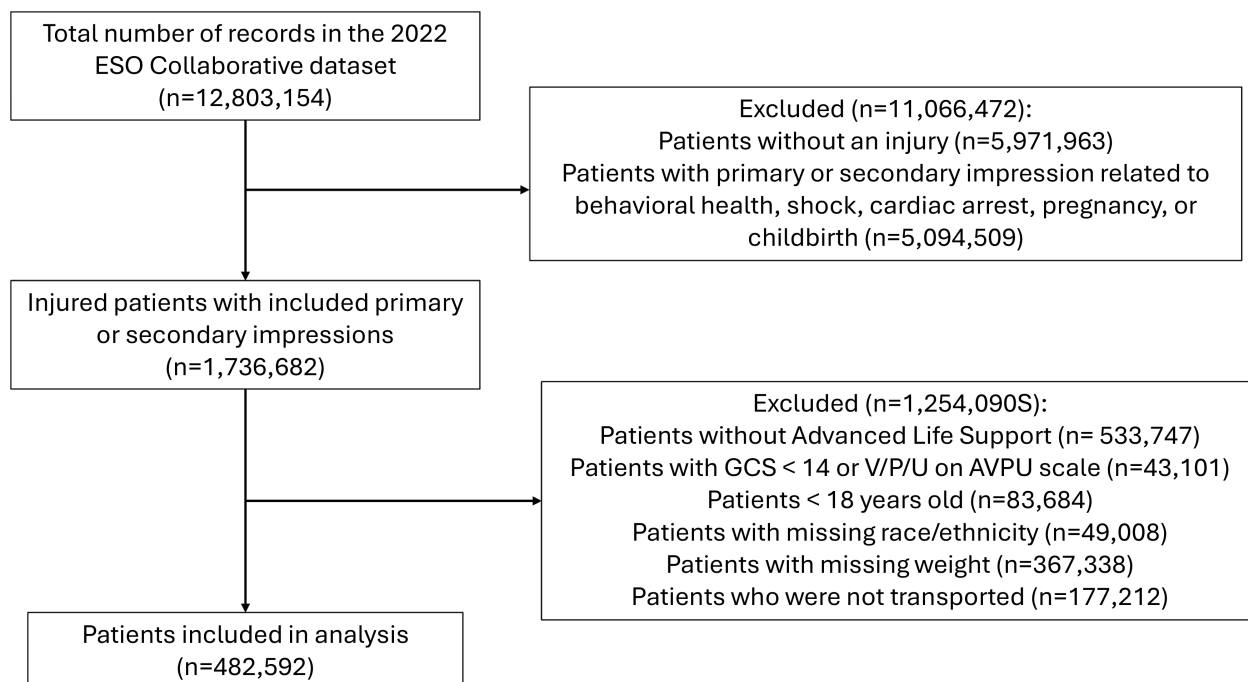 Total number of records in the 2022
ESO Collaborative dataset
(n=12,803,154)
Excluded (n=11,066,472):
Patients without an injury (n=5,971,963)
Patients with primary or secondary impression related to
behavioral health, shock, cardiac arrest, pregnancy, or
childbirth (n=5,094,509)
Injured patients with included primary
or secondary impressions
(n=1,736,682)
Excluded (n=1,254,090S):
Patients without Advanced Life Support (n= 533,747)
Patients with GCS < 14 or V/P/U on AVPU scale (n=43,101)
Patients < 18 years old (n=83,684)
Patients with missing race/ethnicity (n=49,008)
Patients with missing weight (n=367,338)
Patients who were not transported (n=177,212)
Patients included in analysis
(n=482,592)